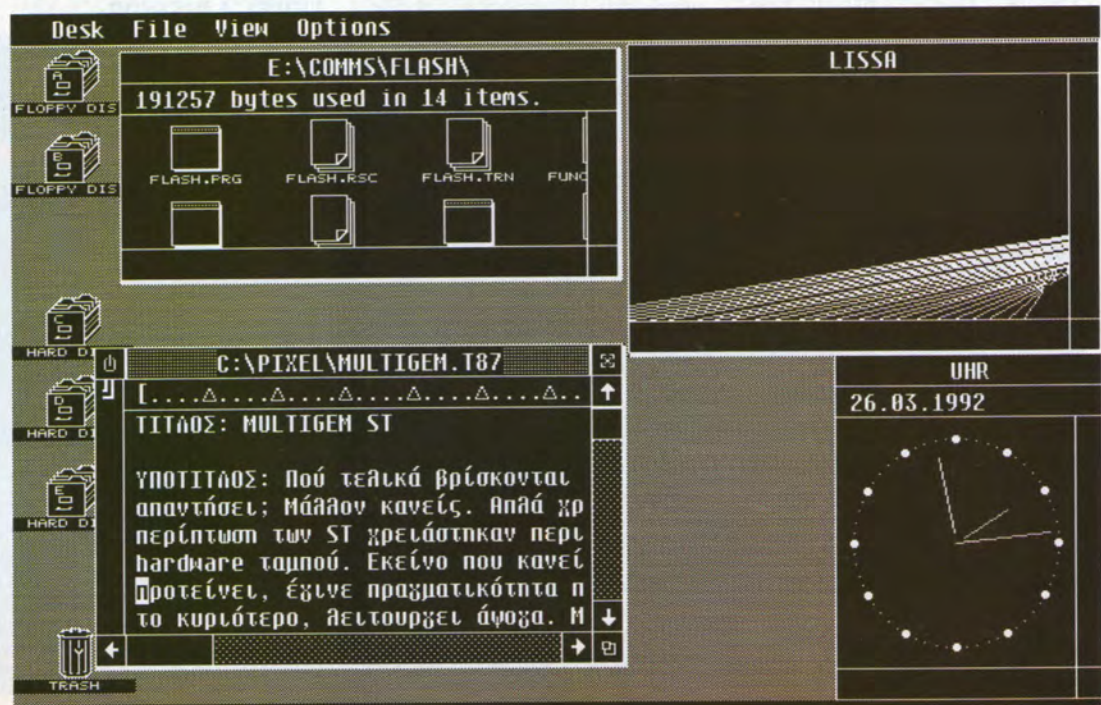 Desk File View Options
FLOPPY DIS
FLOPPY DIS
HARD DI
HARD DI
HARD DI
TRASH
E:\COMMS\FLASH\
191257 bytes used in 14 items.
FLASH.PRG FLASH.RSC FLASH.TRN FUNC
LISSA
C:\PIXEL\MULTIGEM.T87
ΤΙΤΛΟΣ: MULTIGEM ST
ΥΠΟΤΙΤΛΟΣ: Πού τελικά βρίσκονται
απαντήσει; Μάλλον κανείς. Απλά χρ
περίπτωση των ST χρειάστηκαν περι
hardware ταμπού. Εκείνο που κανεί
προτείνει, έγινε πραγματικότητα π
το κυριότερο, λειτουργει άψογα. Μ
UHR
26.03.1992